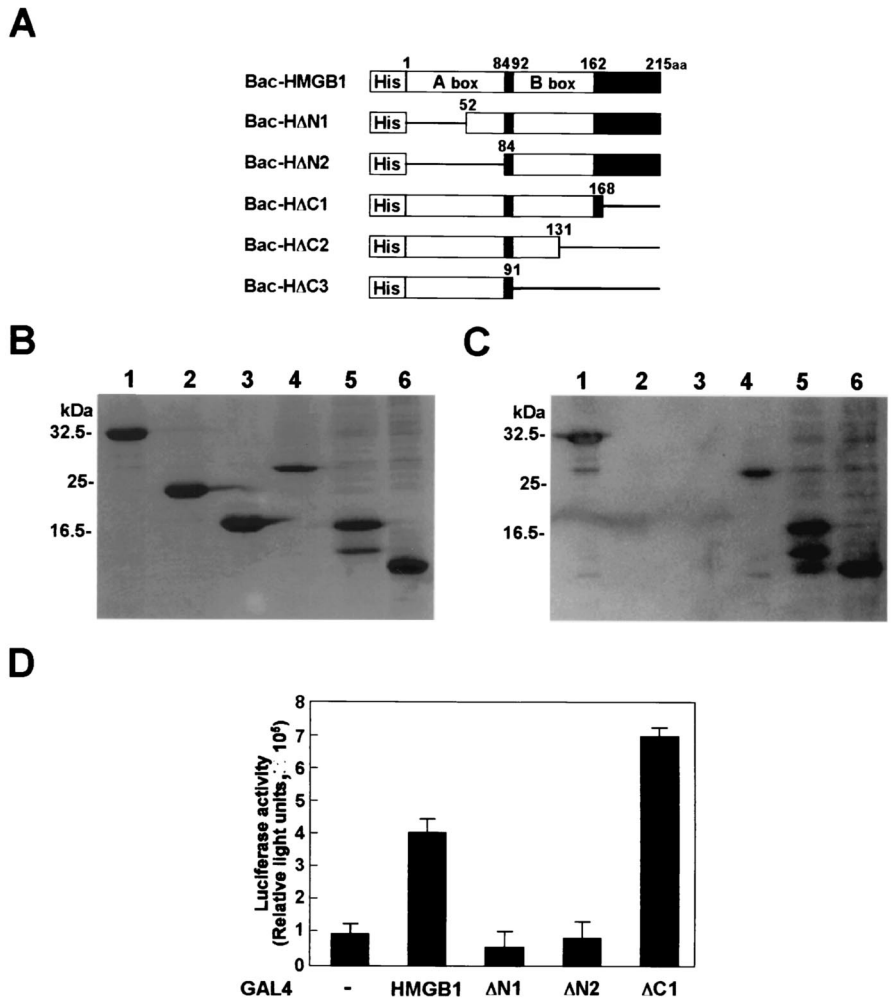 A
1 84 92 162 215aa
Bac-HMGB1 His A box B box
52
Bac-HΔN1 His
84
Bac-HΔN2 His
168
Bac-HΔC1 His
131
Bac-HΔC2 His
91
Bac-HΔC3 His
B
1 2 3 4 5 6
kDa
32.5-
25-
16.5-
C
1 2 3 4 5 6
kDa
32.5-
25-
16.5-
D
Luciferase activity
(Relative light units, 10
8
7
6
5
4
3
2
1
0
GAL4 - HMGB1 ΔN1 ΔN2 ΔC1